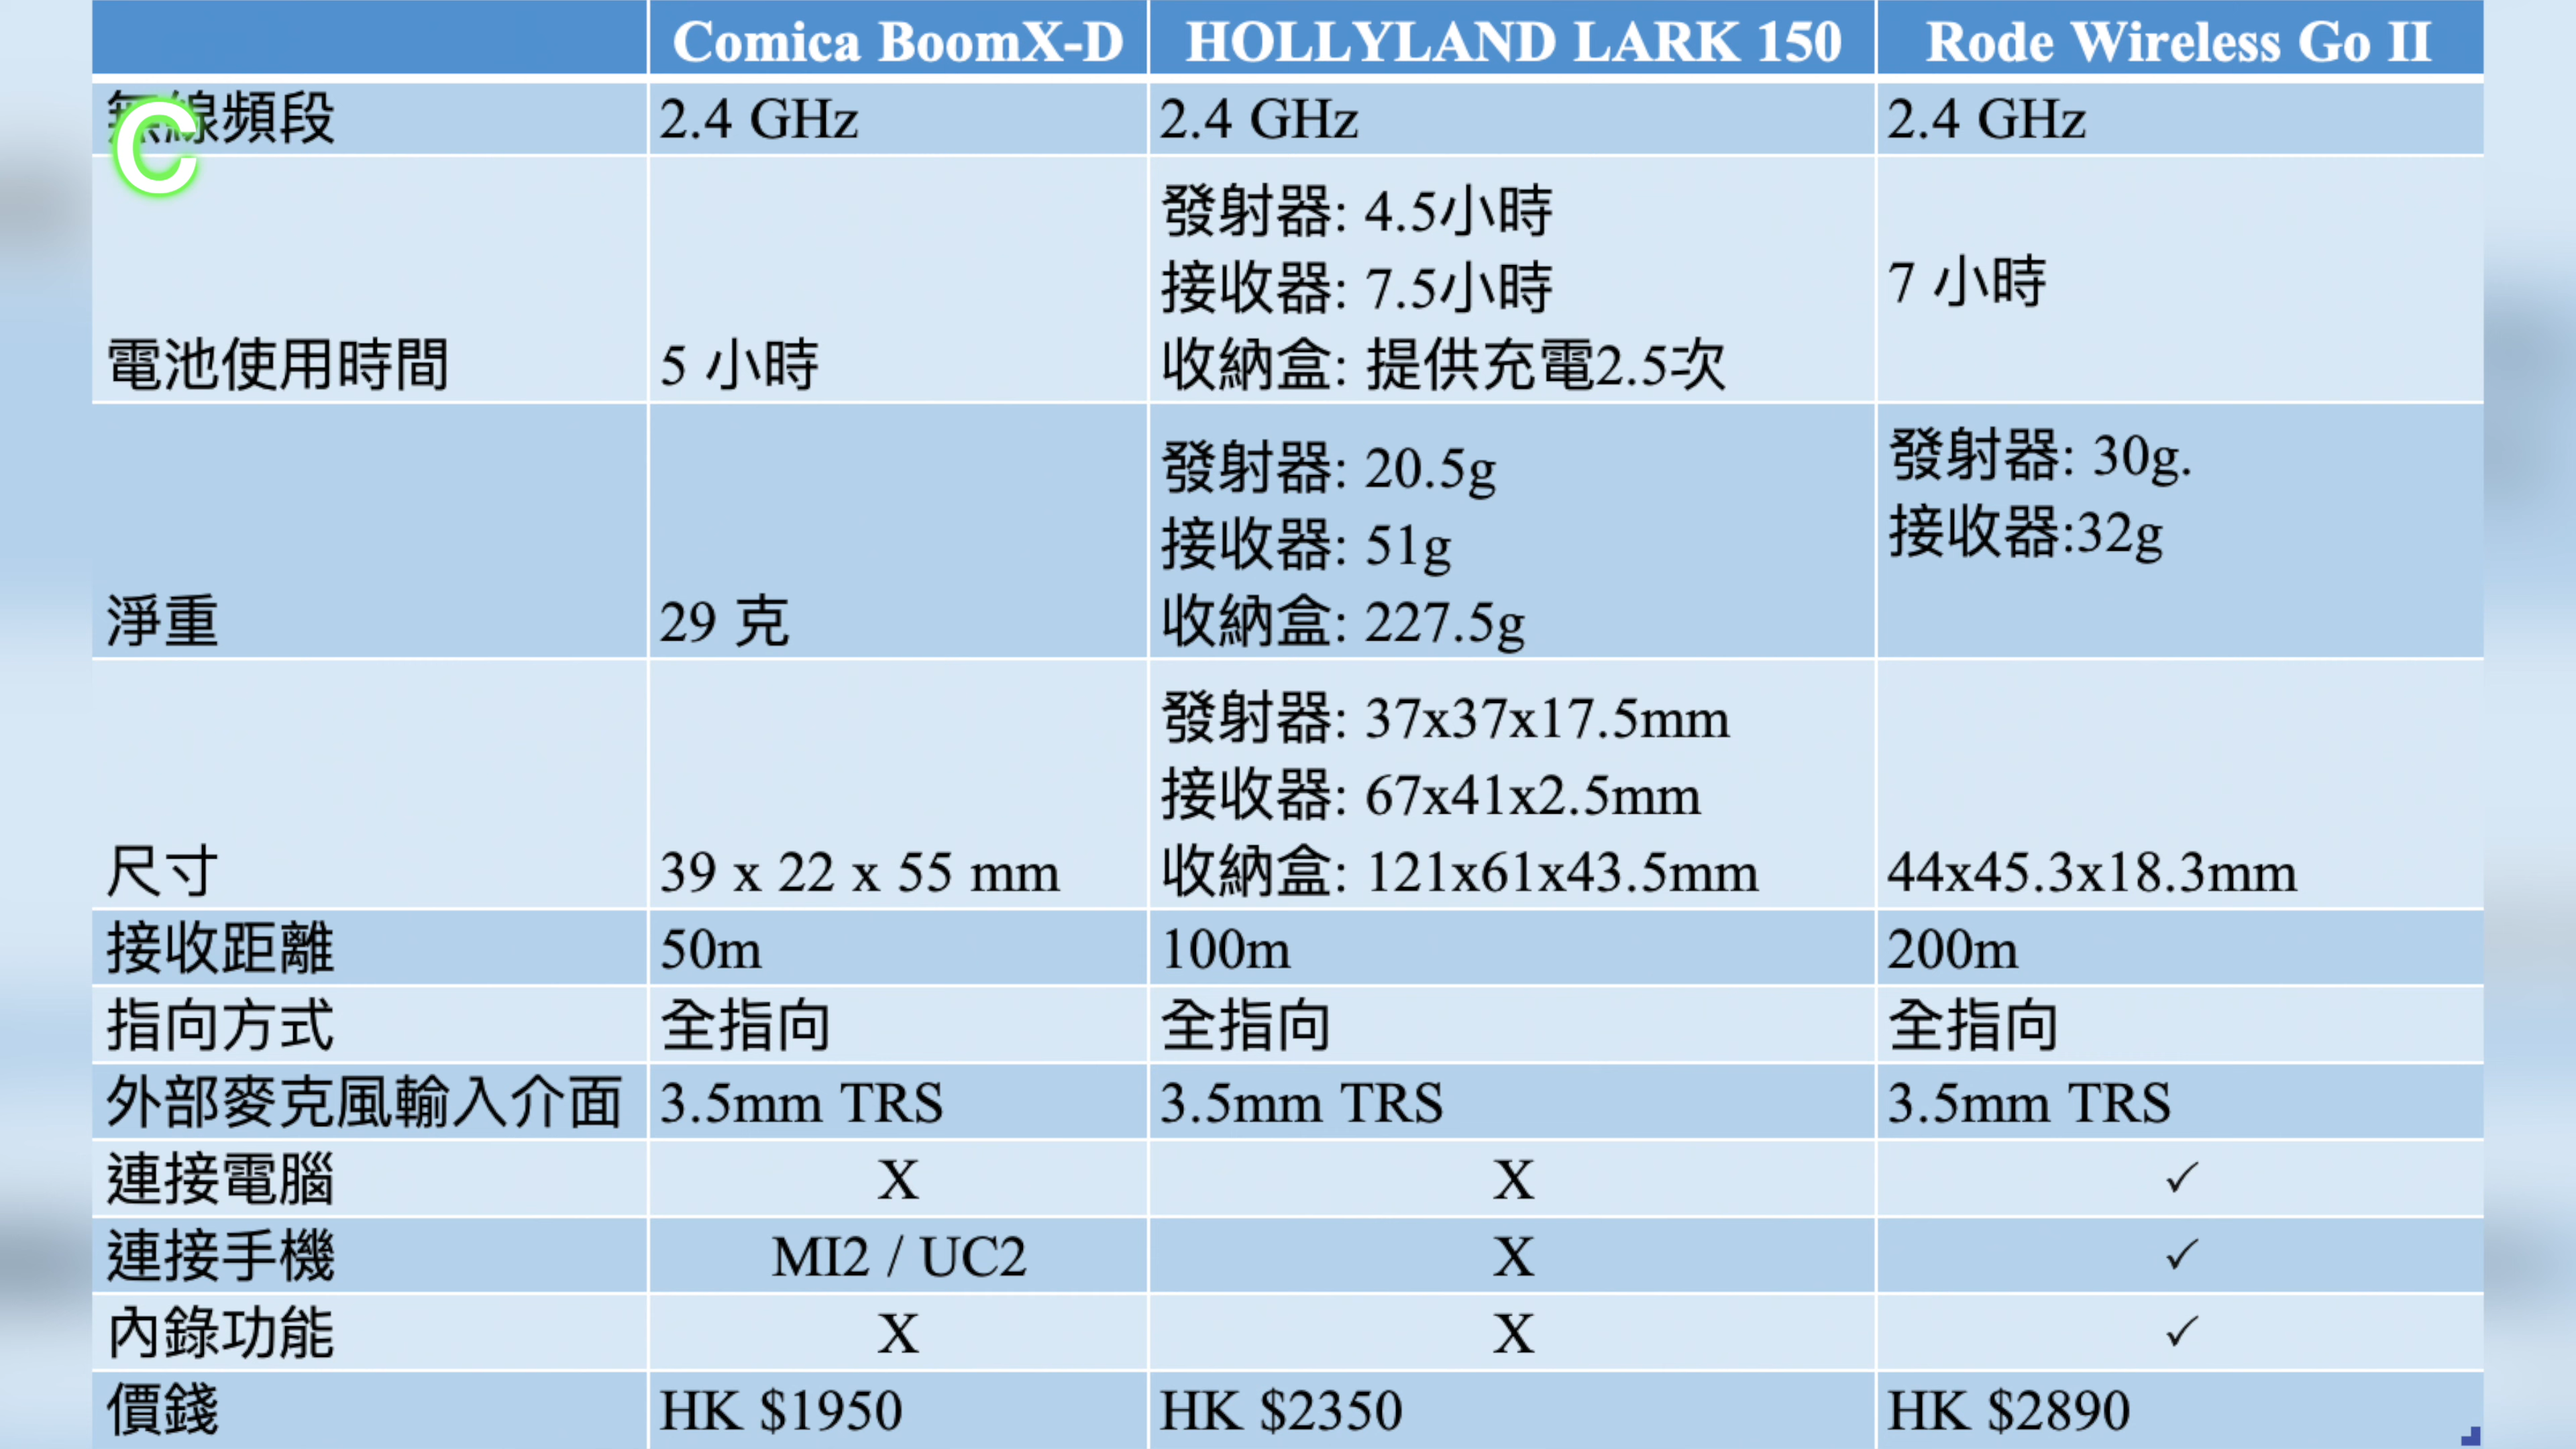 Comica BoomX-D HOLLYLAND LARK 150 Rode Wireless Go II
無線頻段 2.4 GHz 2.4 GHz 2.4 GHz
C
發射器: 4.5小時
接收器: 7.5小時 7 小時
電池使用時間 5 小時 收納盒: 提供充電2.5次
發射器: 20.5g 發射器: 30g.
接收器: 51g 接收器:32g
淨重 29 克 收納盒: 227.5g
發射器: 37x37x17.5mm
接收器: 67x41x2.5mm
尺寸 39 x 22 x 55 mm 收納盒: 121x61x43.5mm 44x45.3x18.3mm
接收距離 50m 100m 200m
指向方式 全指向 全指向 全指向
外部麥克風輸入介面 3.5mm TRS 3.5mm TRS 3.5mm TRS
連接電腦 X X ✓
連接手機 MI2 / UC2 X ✓
內錄功能 X X ✓
價錢 HK $1950 HK $2350 HK $2890